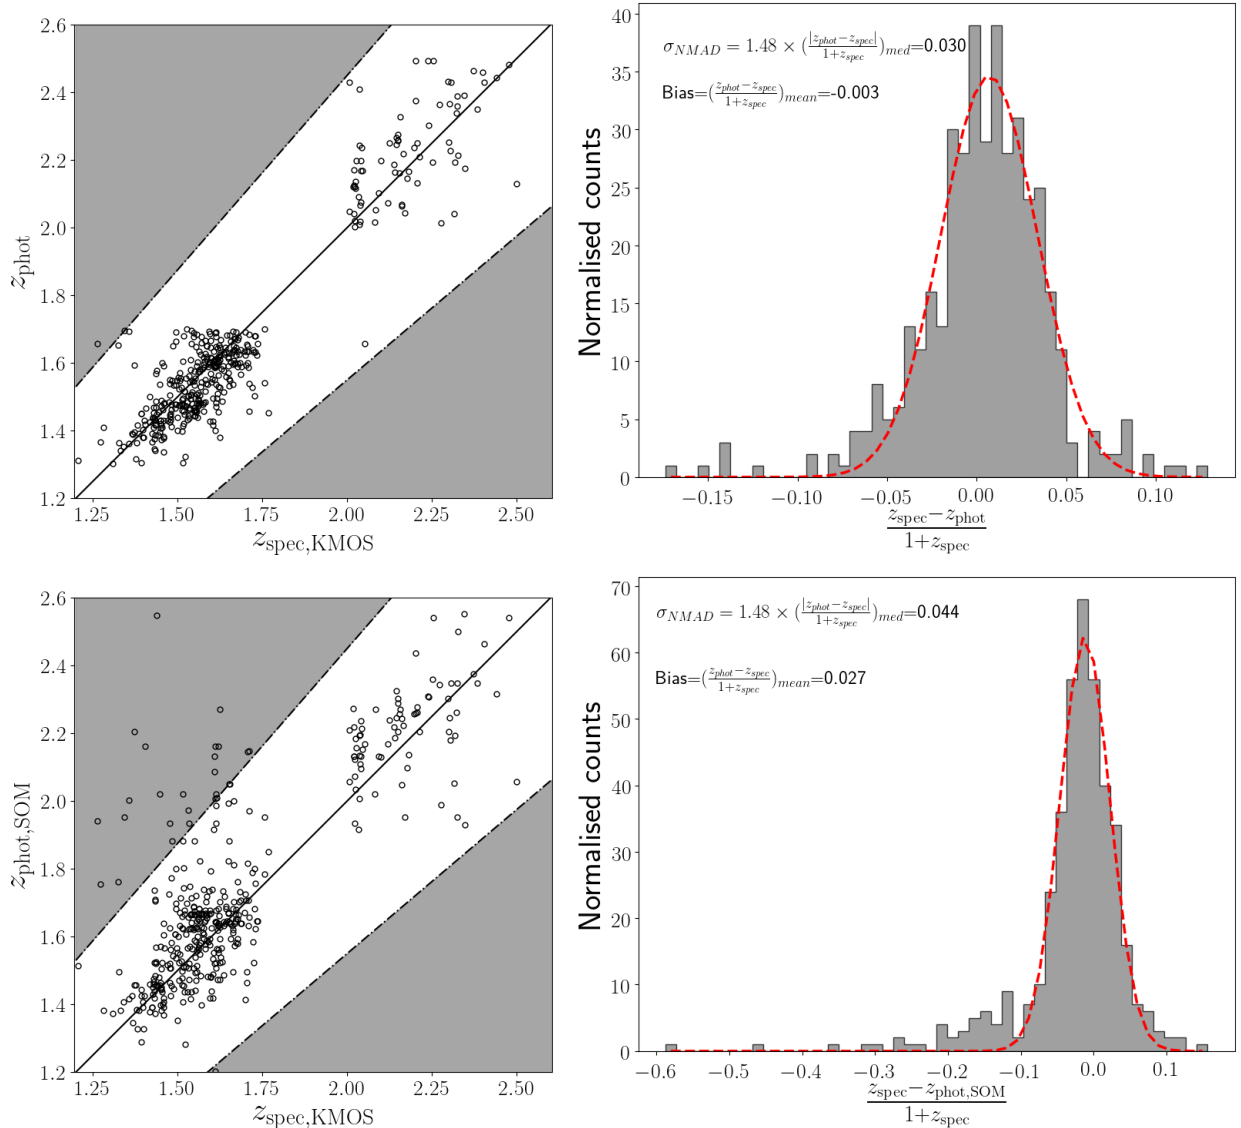 2.6
2.4
2.2
2.0
1.8
1.6
1.4
1.2
z_phot
1.25 1.50 1.75 2.00 2.25 2.50
z_spec,KMOS
40
35
30
25
20
15
10
5
0
Normalised counts
σ_NMAD = 1.48 × (|z_phot−z_spec|/1+z_spec)_med=0.030
Bias=(z_phot−z_spec/1+z_spec)_mean=-0.003
−0.15 −0.10 −0.05 0.00 0.05 0.10
z_spec−z_phot
1+z_spec
2.6
2.4
2.2
2.0
1.8
1.6
1.4
1.2
z_phot,SOM
1.25 1.50 1.75 2.00 2.25 2.50
z_spec,KMOS
70
60
50
40
30
20
10
0
Normalised counts
σ_NMAD = 1.48 × (|z_phot−z_spec|/1+z_spec)_med=0.044
Bias=(z_phot−z_spec/1+z_spec)_mean=0.027
−0.6 −0.5 −0.4 −0.3 −0.2 −0.1 0.0 0.1
z_spec−z_phot,SOM
1+z_spec